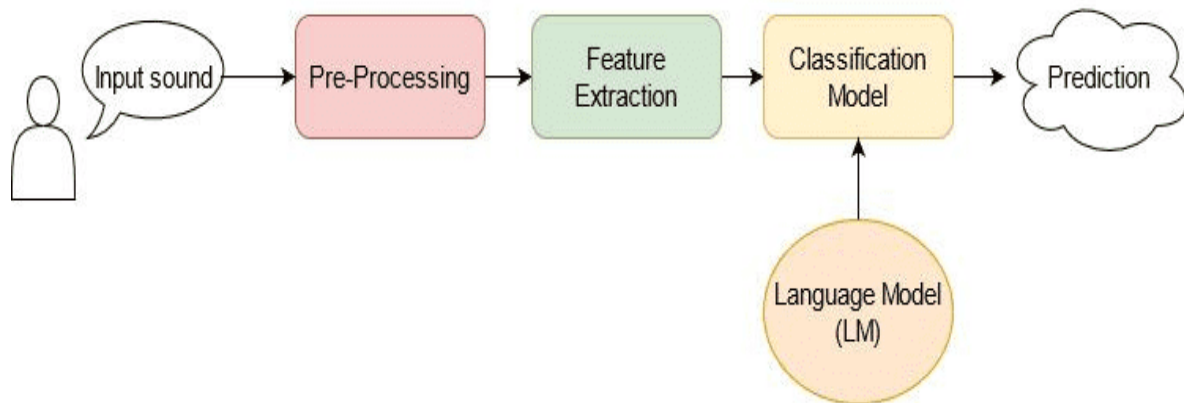 Input sound
Pre-Processing
Feature
Extraction
Classification
Model
Prediction
Language Model
(LM)